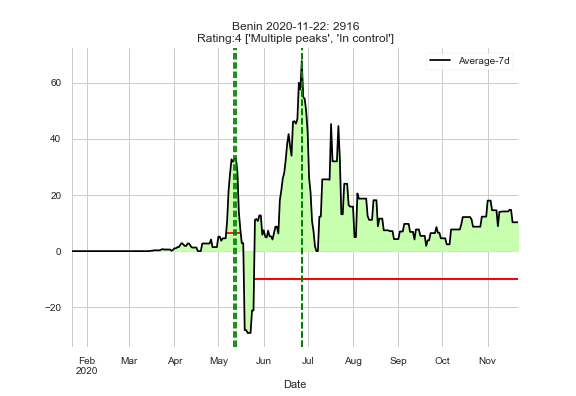 Benin 2020-11-22: 2916
Rating:4 ['Multiple peaks', 'In control']
Average-7d
60
40
20
0
−20
Feb Mar Apr May Jun Jul Aug Sep Oct Nov
2020
Date